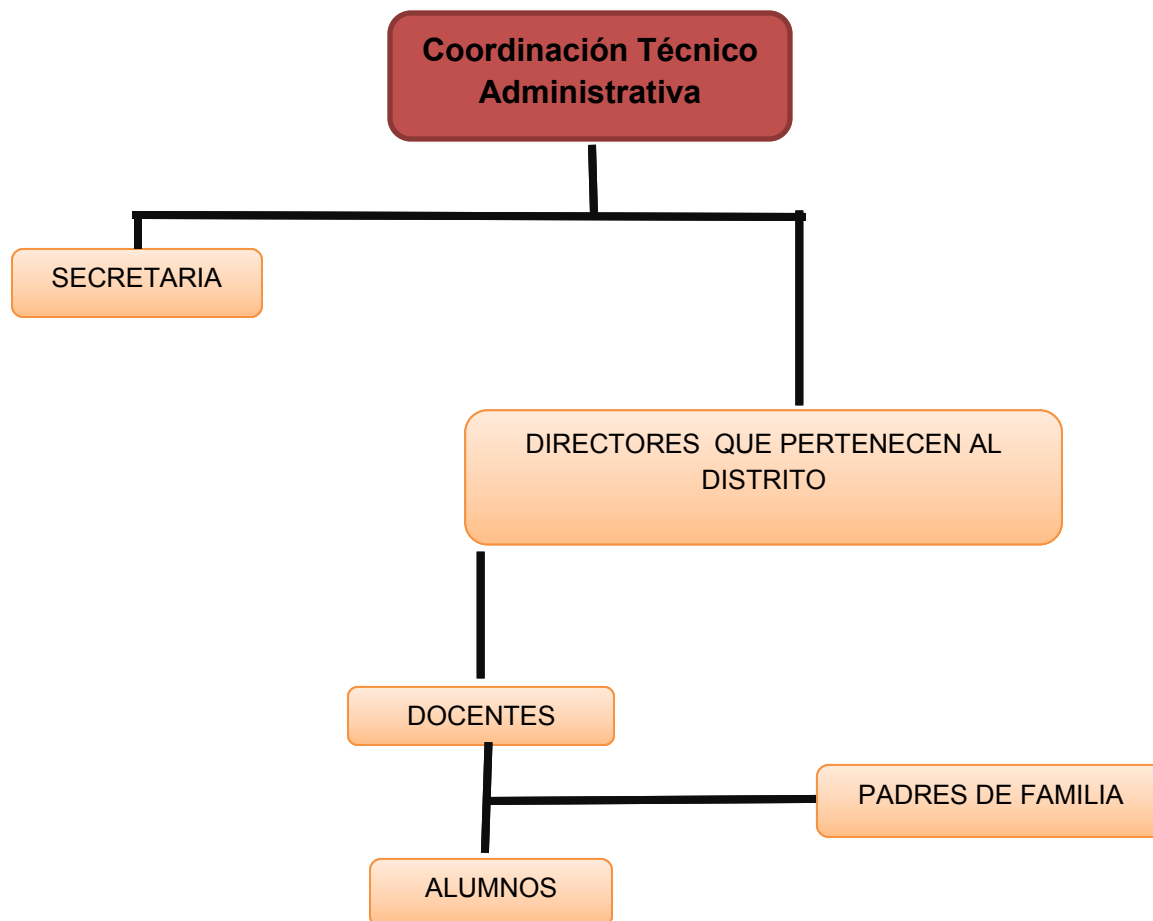 Coordinación Técnico
Administrativa
SECRETARIA
DIRECTORES  QUE PERTENECEN AL
DISTRITO
DOCENTES
PADRES DE FAMILIA
ALUMNOS